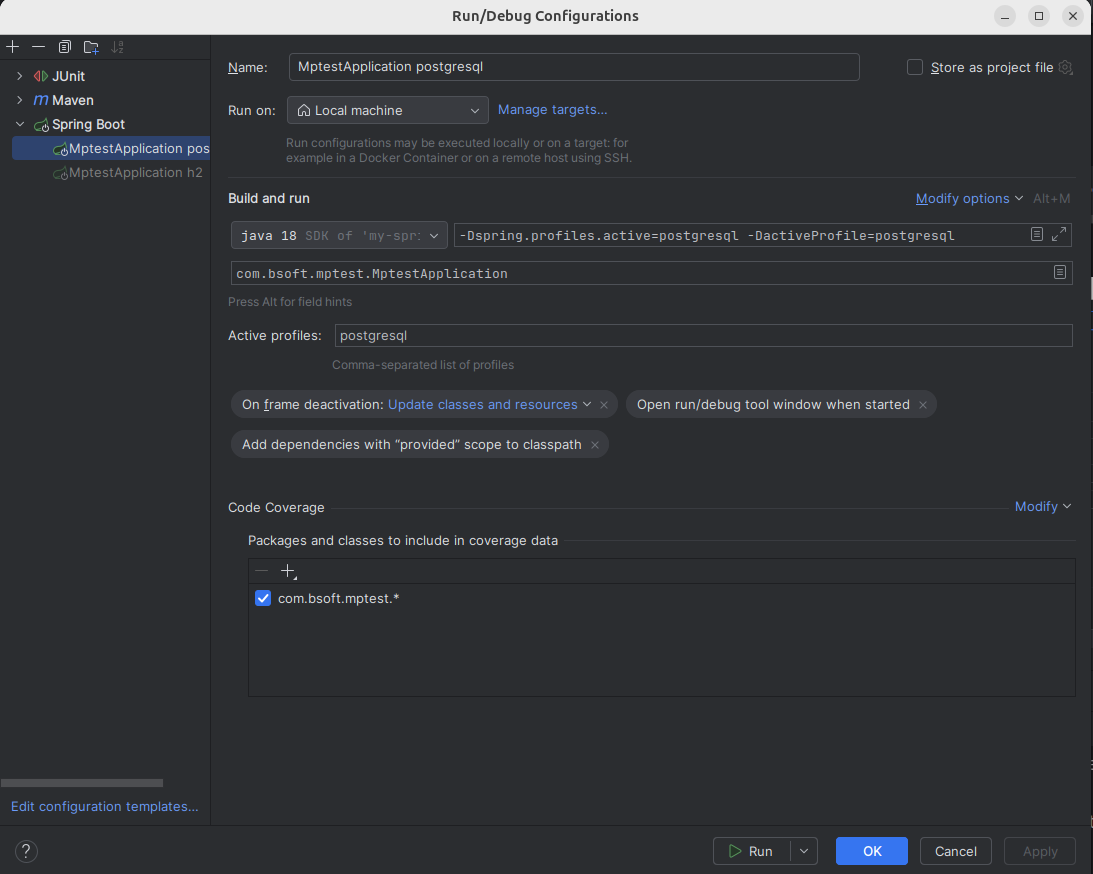 Run/Debug Configurations
JUnit
Maven
Spring Boot
MptestApplication pos
MptestApplication h2
Edit configuration templates...
Name: MptestApplication postgresql
Store as project file
Run on: Local machine Manage targets...
Run configurations may be executed locally or on a target: for
example in a Docker Container or on a remote host using SSH.
Build and run Modify options Alt+M
java 18 SDK of 'my-spr: -Dspring.profiles.active=postgresql -DactiveProfile=postgresql
com.bsoft.mptest.MptestApplication
Press Alt for field hints
Active profiles: postgresql
Comma-separated list of profiles
On frame deactivation: Update classes and resources
Open run/debug tool window when started
Add dependencies with “provided” scope to classpath
Code Coverage Modify
Packages and classes to include in coverage data
com.bsoft.mptest.*
? Run OK Cancel Apply